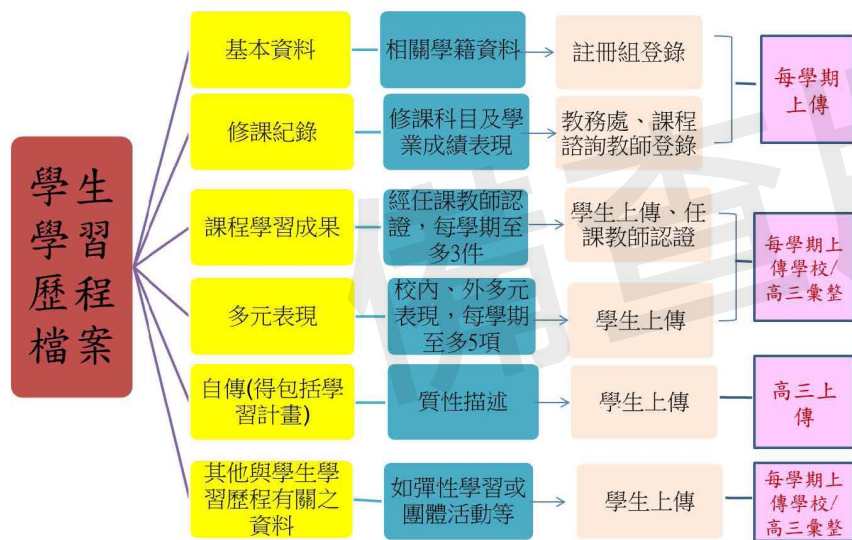 學生
學習
歷程
檔案
基本資料
相關學籍資料
註冊組登錄
每學期
上傳
修課紀錄
修課科目及學
業成績表現
教務處、課程
諮詢教師登錄
課程學習成果
經任課教師認
證，每學期至
多3件
學生上傳、任
課教師認證
每學期上
傳學校/
高三彙整
多元表現
校內、外多元
表現，每學期
至多5項
學生上傳
自傳(得包括學
習計畫)
質性描述
學生上傳
高三上
傳
其他與學生學
習歷程有關之
資料
如彈性學習或
團體活動等
學生上傳
每學期上
傳學校/
高三彙整
備查